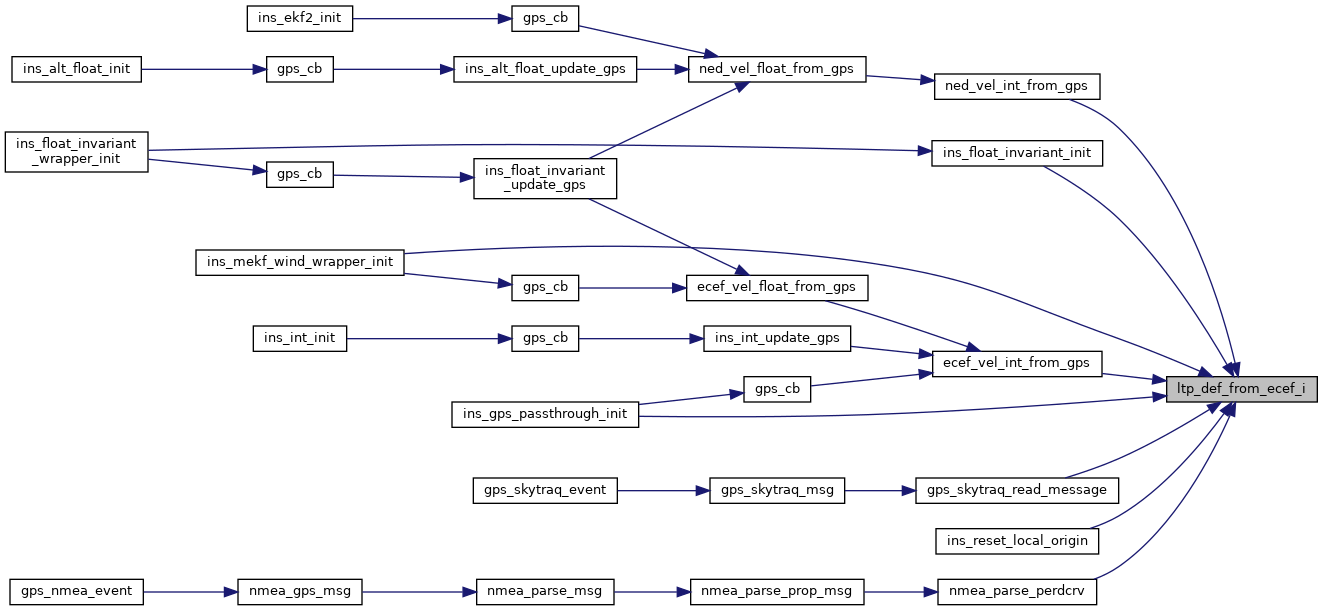 ins_ekf2_init
gps_cb
ins_alt_float_init
gps_cb
ins_alt_float_update_gps
ned_vel_float_from_gps
ned_vel_int_from_gps
ins_float_invariant
_wrapper_init
gps_cb
ins_float_invariant
_update_gps
ins_float_invariant_init
ins_mekf_wind_wrapper_init
gps_cb
ecef_vel_float_from_gps
ins_int_init
gps_cb
ins_int_update_gps
ecef_vel_int_from_gps
gps_cb
ltp_def_from_ecef_i
ins_gps_passthrough_init
gps_skytraq_event
gps_skytraq_msg
gps_skytraq_read_message
ins_reset_local_origin
gps_nmea_event
nmea_gps_msg
nmea_parse_msg
nmea_parse_prop_msg
nmea_parse_perdcrv